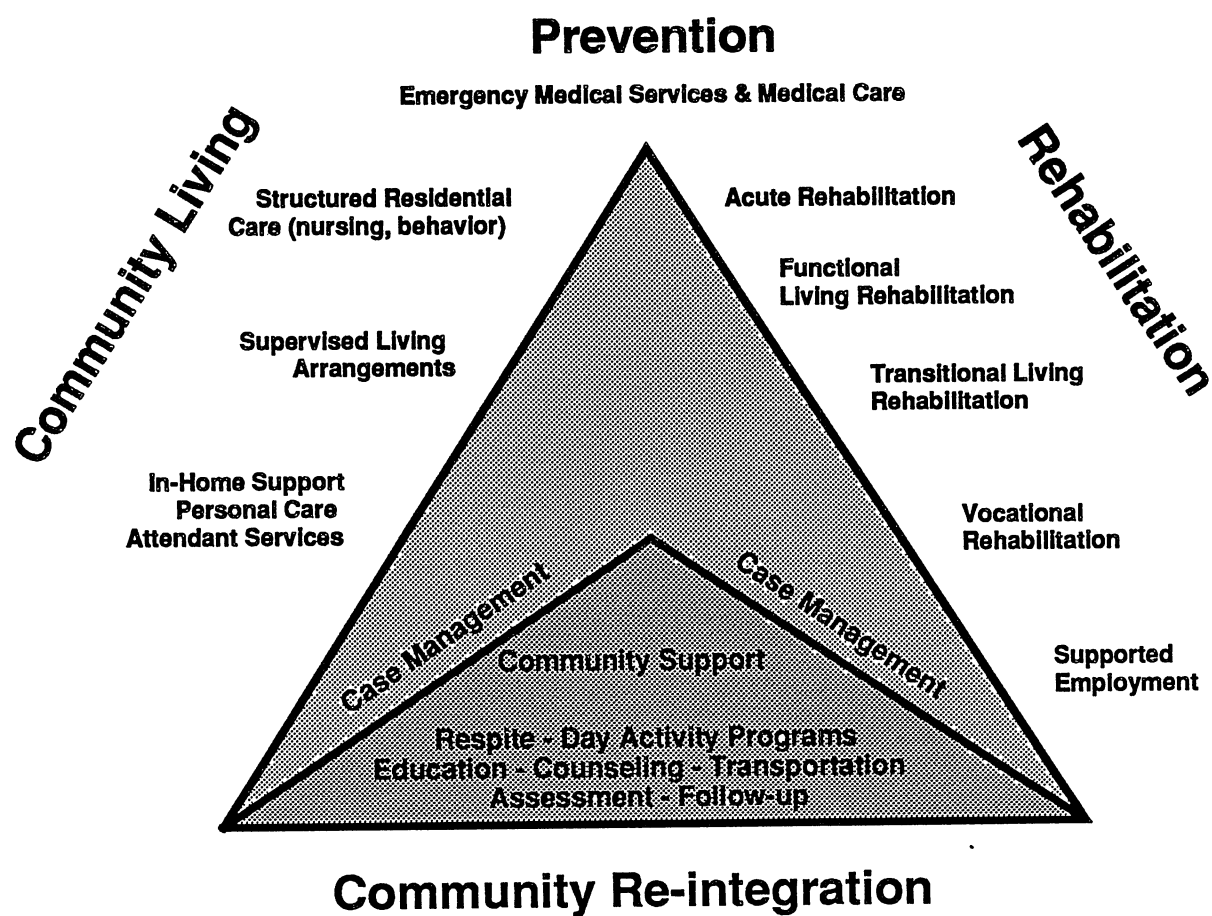 Prevention
Emergency Medical Services & Medical Care
Community Living
Rehabilitation
Structured Residential
Care (nursing, behavior)
Supervised Living
Arrangements
In-Home Support
Personal Care
Attendant Services
Acute Rehabilitation
Functional
Living Rehabilitation
Transitional Living
Rehabilitation
Vocational
Rehabilitation
Supported
Employment
Case Management
Case Management
Community Support
Respite - Day Activity Programs
Education - Counseling - Transportation
Assessment - Follow-up
Community Re-integration